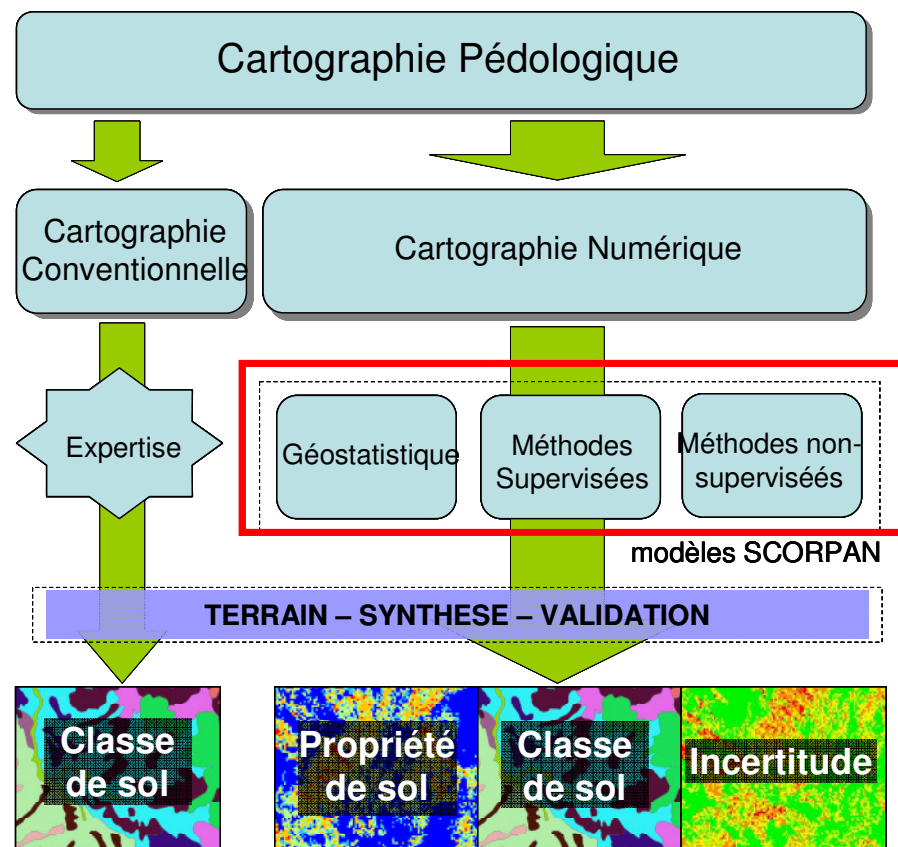 Cartographie Pédologique
Cartographie
Conventionnelle
Cartographie Numérique
Expertise
Géostatistique
Méthodes
Supervisées
Méthodes non-
superviséés
modèles SCORPAN
TERRAIN – SYNTHESE – VALIDATION
Classe
de sol
Propriété
de sol
Classe
de sol
Incertitude